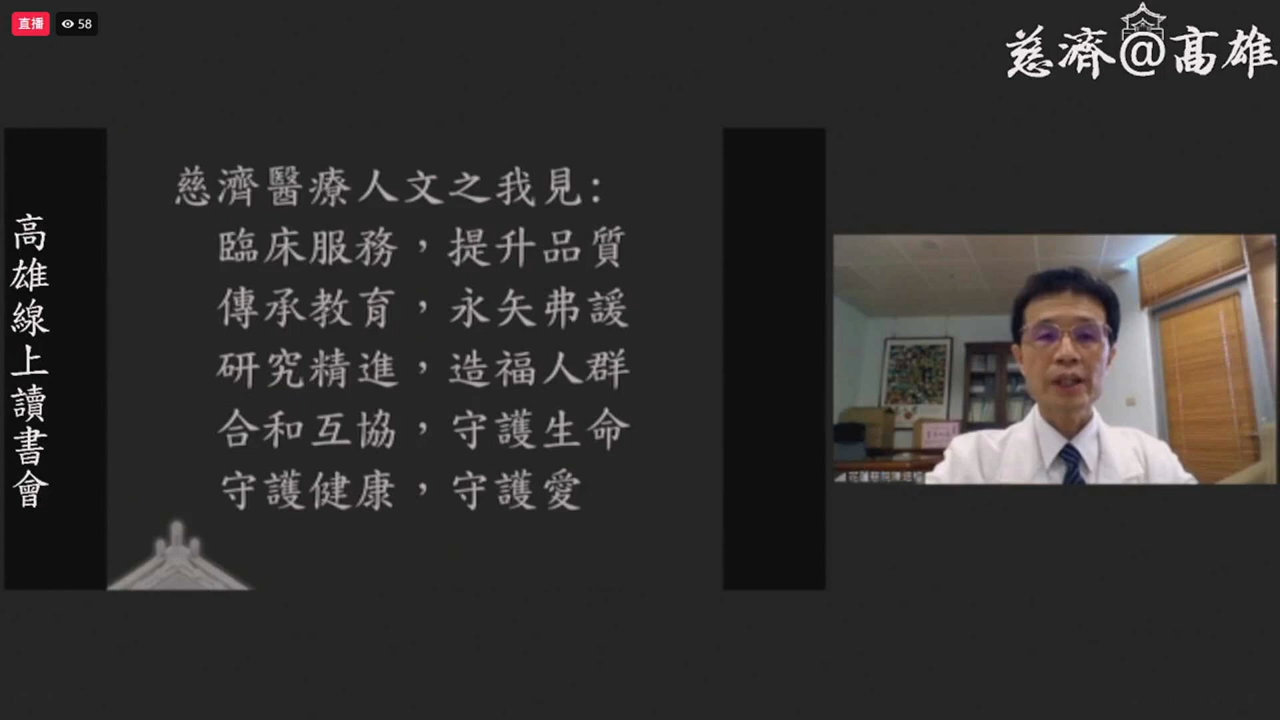 直播 58
慈濟@高雄
高雄線上讀書會
慈濟醫療人文之我見:
臨床服務，提升品質
傳承教育，永矢弗諼
研究精進，造福人群
合和互協，守護生命
守護健康，守護愛